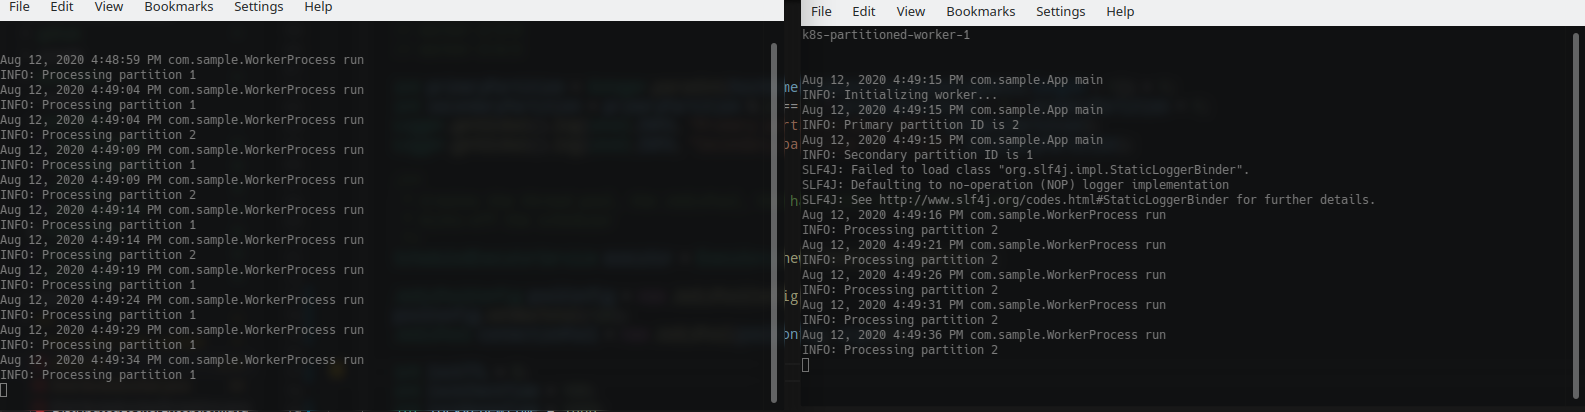 File Edit View Bookmarks Settings Help
Aug 12, 2020 4:48:59 PM com.sample.WorkerProcess run
INFO: Processing partition 1
Aug 12, 2020 4:49:04 PM com.sample.WorkerProcess run
INFO: Processing partition 1
Aug 12, 2020 4:49:04 PM com.sample.WorkerProcess run
INFO: Processing partition 2
Aug 12, 2020 4:49:09 PM com.sample.WorkerProcess run
INFO: Processing partition 1
Aug 12, 2020 4:49:09 PM com.sample.WorkerProcess run
INFO: Processing partition 2
Aug 12, 2020 4:49:14 PM com.sample.WorkerProcess run
INFO: Processing partition 1
Aug 12, 2020 4:49:14 PM com.sample.WorkerProcess run
INFO: Processing partition 2
Aug 12, 2020 4:49:19 PM com.sample.WorkerProcess run
INFO: Processing partition 1
Aug 12, 2020 4:49:24 PM com.sample.WorkerProcess run
INFO: Processing partition 1
Aug 12, 2020 4:49:29 PM com.sample.WorkerProcess run
INFO: Processing partition 1
Aug 12, 2020 4:49:34 PM com.sample.WorkerProcess run
INFO: Processing partition 1
File Edit View Bookmarks Settings Help
k8s-partitioned-worker-1
Aug 12, 2020 4:49:15 PM com.sample.App main
INFO: Initializing worker...
Aug 12, 2020 4:49:15 PM com.sample.App main
INFO: Primary partition ID is 2
Aug 12, 2020 4:49:15 PM com.sample.App main
INFO: Secondary partition ID is 1
SLF4J: Failed to load class "org.slf4j.impl.StaticLoggerBinder".
SLF4J: Defaulting to no-operation (NOP) logger implementation
SLF4J: See http://www.slf4j.org/codes.html#StaticLoggerBinder for further details.
Aug 12, 2020 4:49:16 PM com.sample.WorkerProcess run
INFO: Processing partition 2
Aug 12, 2020 4:49:21 PM com.sample.WorkerProcess run
INFO: Processing partition 2
Aug 12, 2020 4:49:26 PM com.sample.WorkerProcess run
INFO: Processing partition 2
Aug 12, 2020 4:49:31 PM com.sample.WorkerProcess run
INFO: Processing partition 2
Aug 12, 2020 4:49:36 PM com.sample.WorkerProcess run
INFO: Processing partition 2